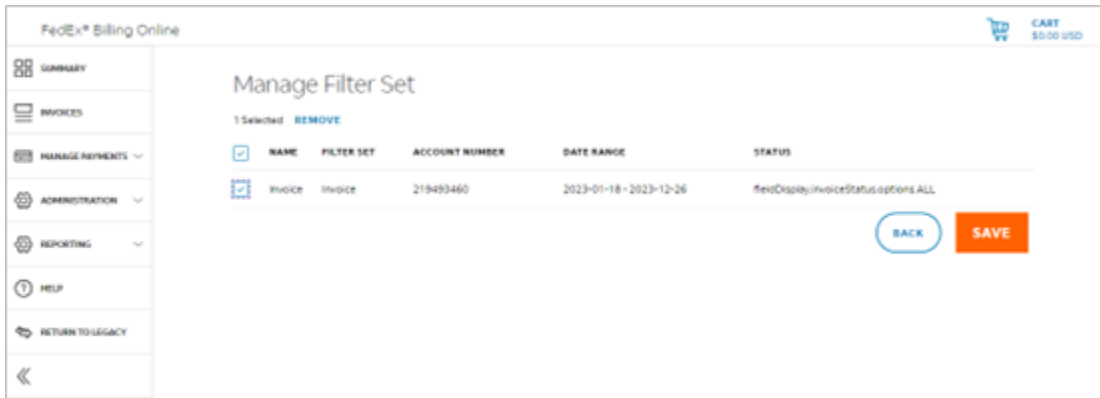 FedEx® Billing Online
CART
$0.00 USD
SUMMARY
INVOICES
MANAGE PAYMENTS
ADMINISTRATION
REPORTING
HELP
RETURN TO LEGACY
Manage Filter Set
1 Selected REMOVE
NAME FILTER SET ACCOUNT NUMBER DATE RANGE STATUS
Invoice Invoice 219493460 2023-01-18 - 2023-12-26 fieldDisplay.invoiceStatus.options.ALL
BACK SAVE